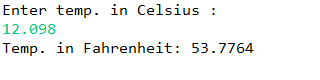 Enter temp. in Celsius :
12.098
Temp. in Fahrenheit: 53.7764